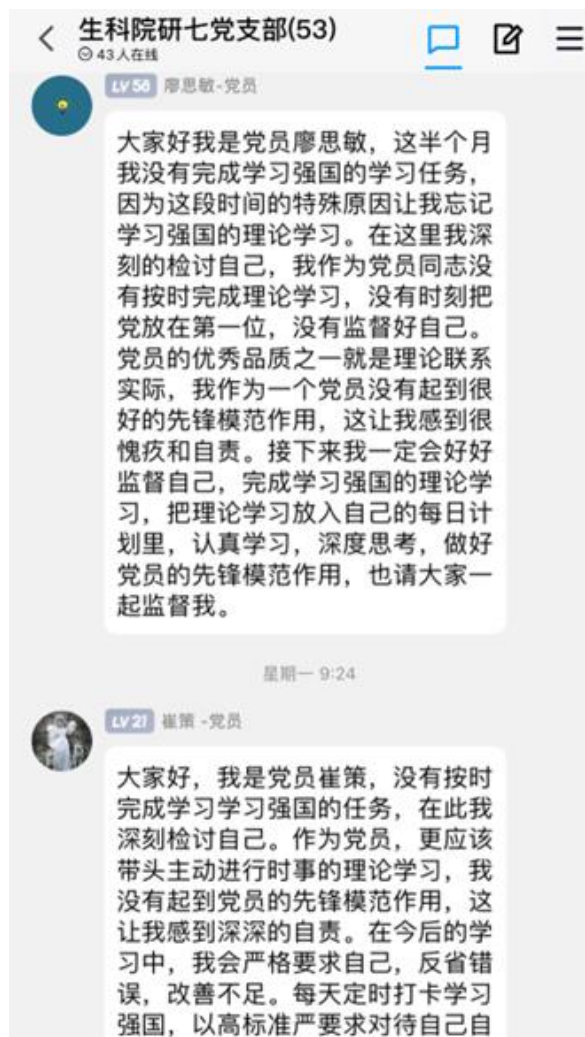 生科院研七党支部(53)
43人在线
LV56 廖思敏-党员
大家好我是党员廖思敏，这半个月
我没有完成学习强国的学习任务，
因为这段时间的特殊原因让我忘记
学习强国的理论学习。在这里我深
刻的检讨自己，我作为党员同志没
有按时完成理论学习，没有时刻把
党放在第一位，没有监督好自己。
党员的优秀品质之一就是理论联系
实际，我作为一个党员没有起到很
好的先锋模范作用，这让我感到很
愧疚和自责。接下来我一定会好好
监督自己，完成学习强国的理论学
习，把理论学习放入自己的每日计
划里，认真学习，深度思考，做好
党员的先锋模范作用，也请大家一
起监督我。
星期一 9:24
LV21 崔策 -党员
大家好，我是党员崔策，没有按时
完成学习学习强国的任务，在此我
深刻检讨自己。作为党员，更应该
带头主动进行时事的理论学习，我
没有起到党员的先锋模范作用，这
让我感到深深的自责。在今后的学
习中，我会严格要求自己，反省错
误，改善不足。每天定时打卡学习
强国，以高标准严要求对待自己自